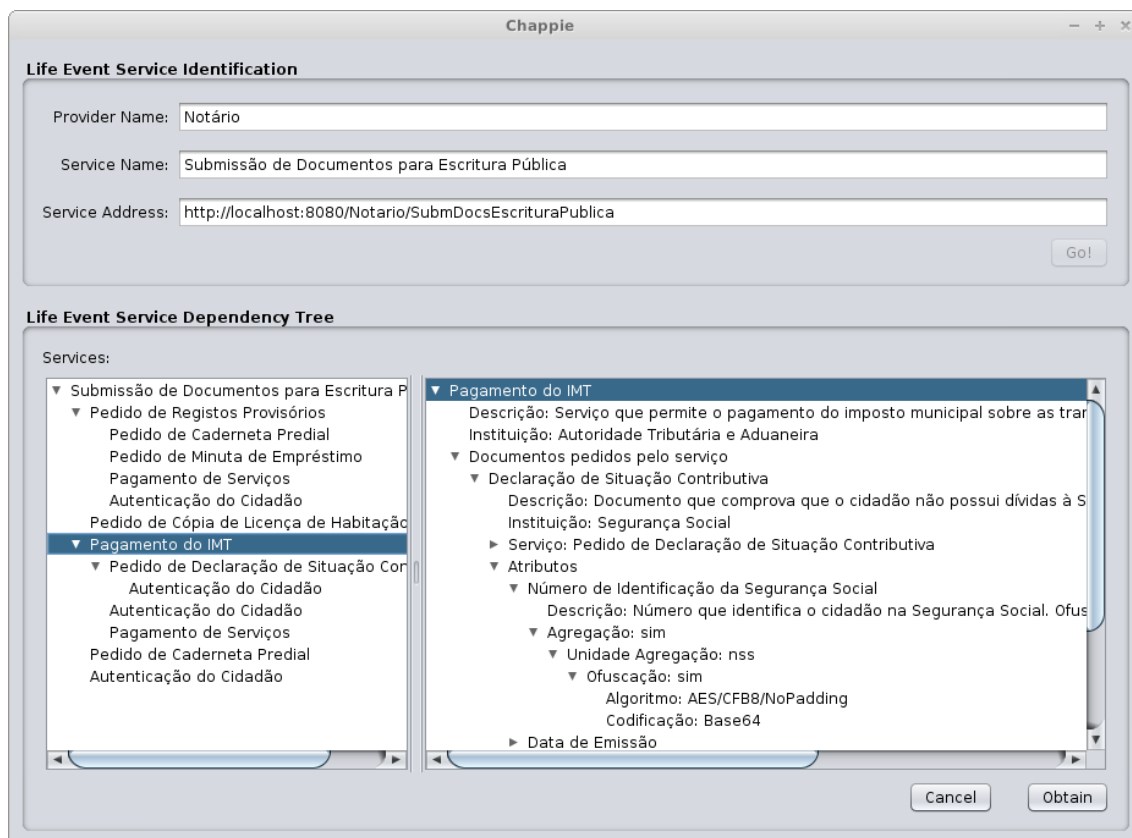 Chappie
Life Event Service Identification
Provider Name: Notário
Service Name: Submissão de Documentos para Escritura Pública
Service Address: http://localhost:8080/Notario/SubmDocsEscrituraPublica
Go!
Life Event Service Dependency Tree
Services:
Submissão de Documentos para Escritura P
Pedido de Registos Provisórios
Pedido de Caderneta Predial
Pedido de Minuta de Empréstimo
Pagamento de Serviços
Autenticação do Cidadão
Pedido de Cópia de Licença de Habitação
Pagamento do IMT
Pedido de Declaração de Situação Con
Autenticação do Cidadão
Autenticação do Cidadão
Pagamento de Serviços
Pedido de Caderneta Predial
Autenticação do Cidadão
Pagamento do IMT
Descrição: Serviço que permite o pagamento do imposto municipal sobre as tran
Instituição: Autoridade Tributária e Aduaneira
Documentos pedidos pelo serviço
Declaração de Situação Contributiva
Descrição: Documento que comprova que o cidadão não possui dívidas à S
Instituição: Segurança Social
Serviço: Pedido de Declaração de Situação Contributiva
Atributos
Número de Identificação da Segurança Social
Descrição: Número que identifica o cidadão na Segurança Social. Ofus
Agregação: sim
Unidade Agregação: nss
Ofuscação: sim
Algoritmo: AES/CFB8/NoPadding
Codificação: Base64
Data de Emissão
Cancel
Obtain